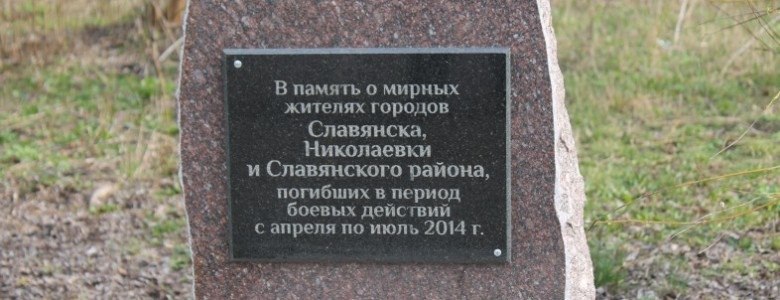 В память о мирных
жителях городов
Славянска,
Николаевки
и Славянского района,
погибших в период
боевых действий
с апреля по июль 2014 г.